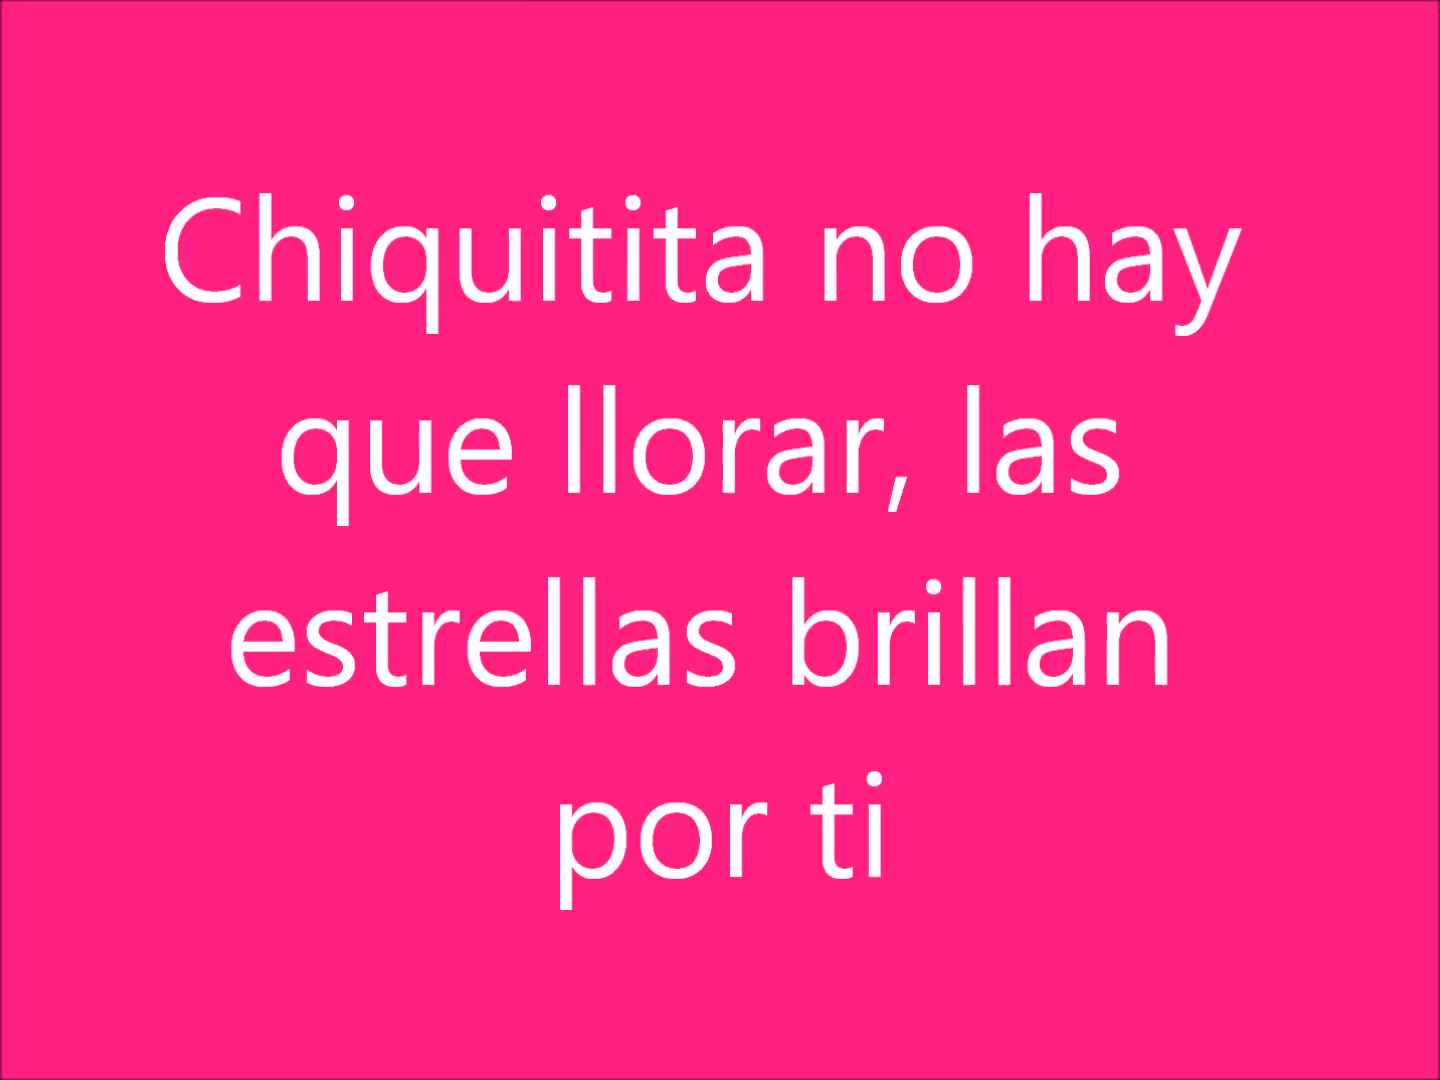 Chiquitita no hay
que llorar, las
estrellas brillan
por ti